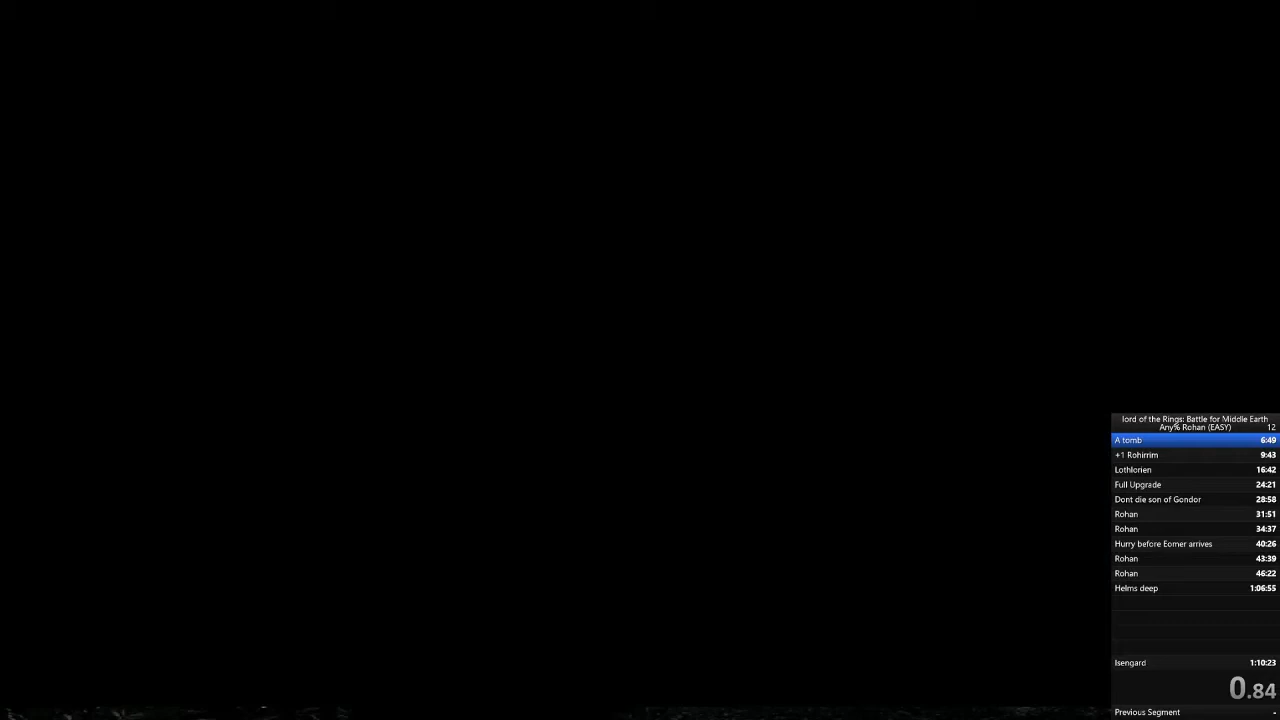 lord of the Rings: Battle for Middle Earth
Any% Rohan (EASY) 12
A tomb 6:49
+1 Rohirrim 9:43
Lothlorien 16:42
Full Upgrade 24:21
Dont die son of Gondor 28:58
Rohan 31:51
Rohan 34:37
Hurry before Eomer arrives 40:26
Rohan 43:39
Rohan 46:22
Helms deep 1:06:55
Isengard 1:10:23
0.84
Previous Segment -